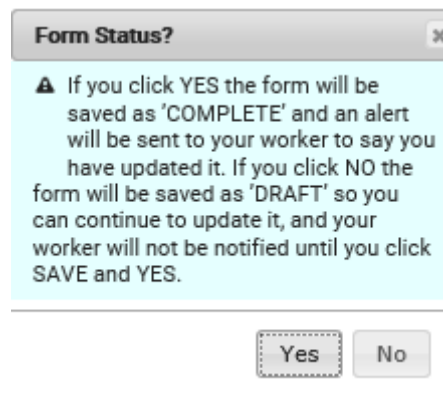 Form Status?
If you click YES the form will be
saved as 'COMPLETE' and an alert
will be sent to your worker to say you
have updated it. If you click NO the
form will be saved as 'DRAFT' so you
can continue to update it, and your
worker will not be notified until you click
SAVE and YES.
Yes No